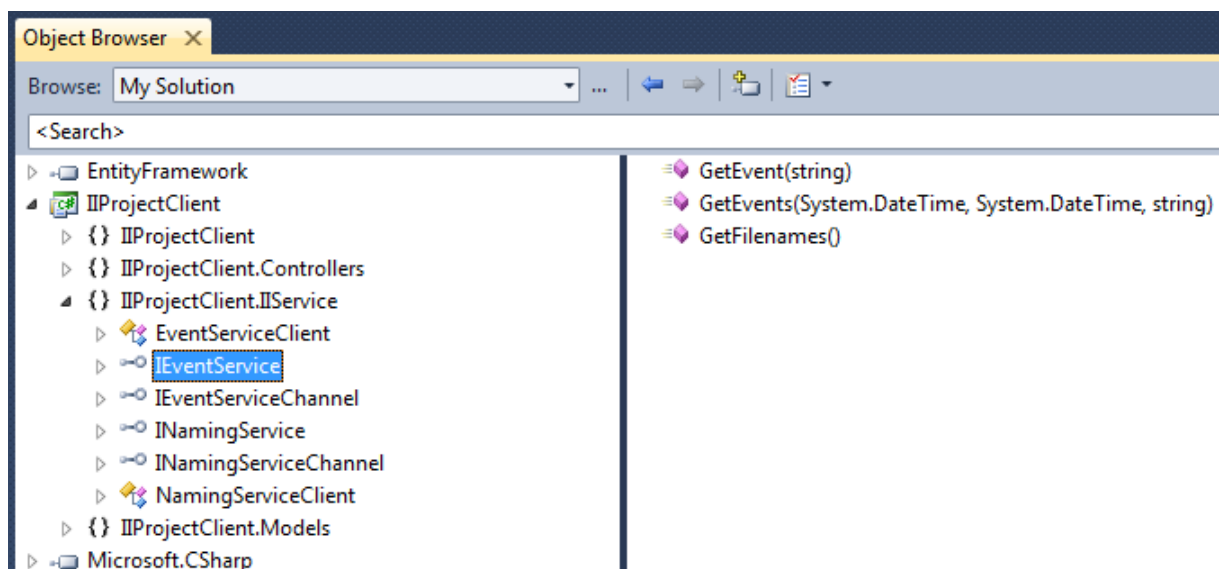 Object Browser
Browse: My Solution ...
<Search>
EntityFramework
IIProjectClient
{} IIProjectClient
{} IIProjectClient.Controllers
{} IIProjectClient.IIService
EventServiceClient
IEventService
IEventServiceChannel
INamingService
INamingServiceChannel
NamingServiceClient
{} IIProjectClient.Models
Microsoft.CSharp
GetEvent(string)
GetEvents(System.DateTime, System.DateTime, string)
GetFilenames()